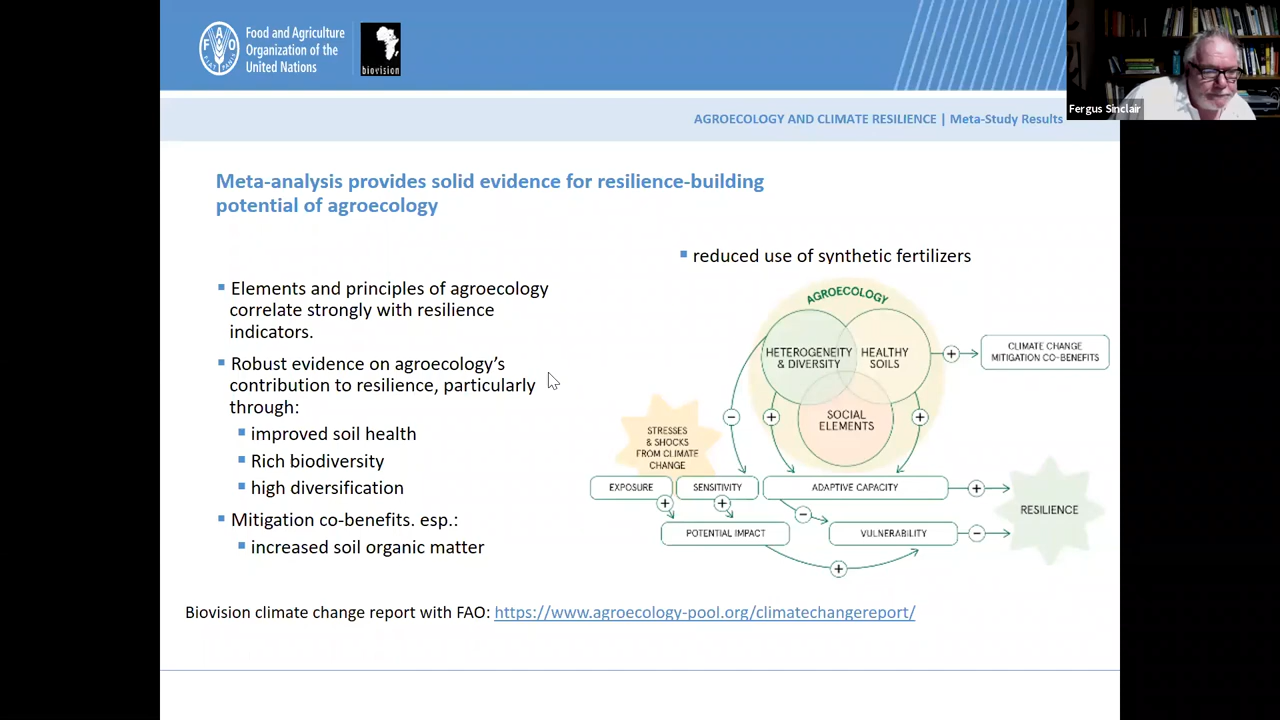 Food and Agriculture
Organization of the
United Nations
F A O
FIAT PANIS
biovision
Fergus Sinclair
AGROECOLOGY AND CLIMATE RESILIENCE | Meta-Study Results
Meta-analysis provides solid evidence for resilience-building
potential of agroecology
Elements and principles of agroecology
correlate strongly with resilience
indicators.
Robust evidence on agroecology’s
contribution to resilience, particularly
through:
improved soil health
Rich biodiversity
high diversification
Mitigation co-benefits. esp.:
increased soil organic matter
reduced use of synthetic fertilizers
AGROECOLOGY
HETEROGENEITY
& DIVERSITY
HEALTHY
SOILS
SOCIAL
ELEMENTS
+
CLIMATE CHANGE
MITIGATION CO-BENEFITS
−
+
+
STRESSES
& SHOCKS
FROM CLIMATE
CHANGE
EXPOSURE
SENSITIVITY
ADAPTIVE CAPACITY
+
RESILIENCE
+
+
−
POTENTIAL IMPACT
VULNERABILITY
−
+
Biovision climate change report with FAO: https://www.agroecology-pool.org/climatechangereport/